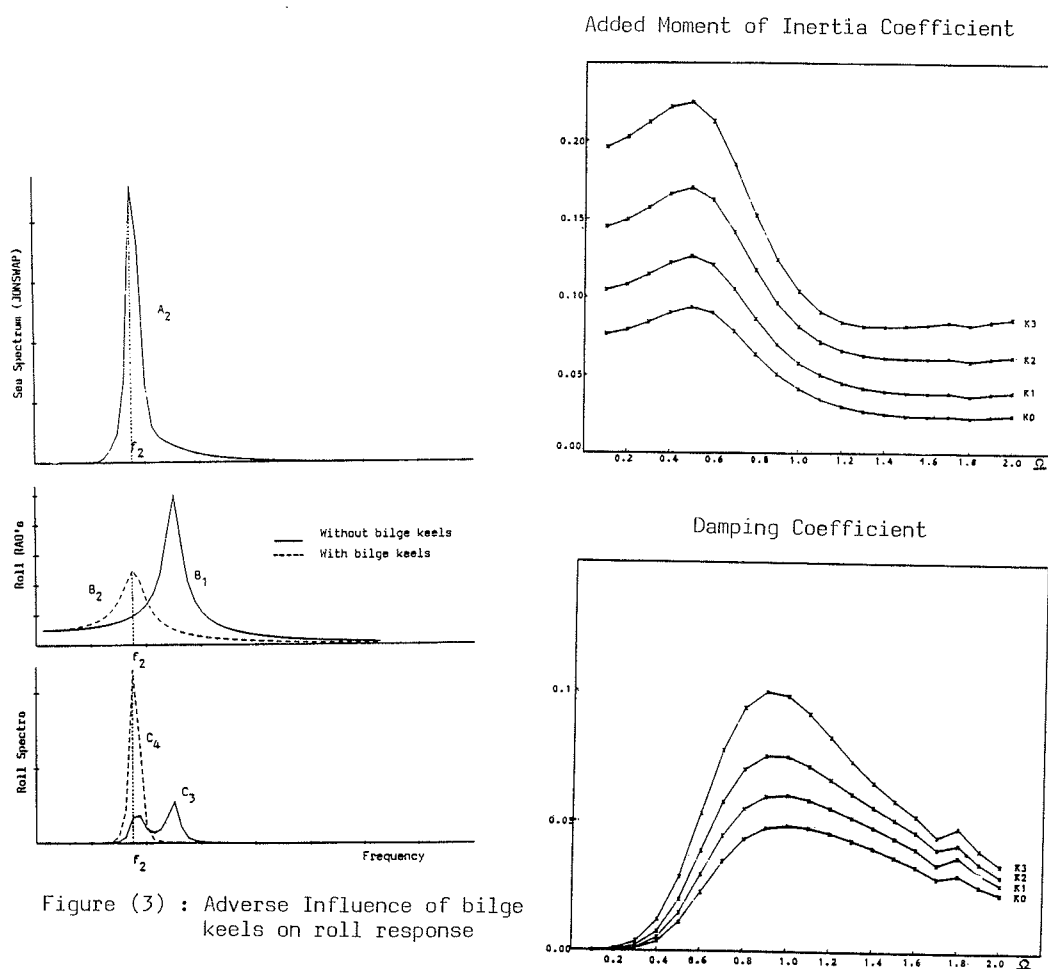 Sea Spectrum (JONSWAP)
A2
f2
Roll RAO's
Without bilge keels
With bilge keels
B2
B1
f2
Roll Spectra
C4
C3
f2
Frequency
Figure (3) : Adverse Influence of bilge
keels on roll response
Added Moment of Inertia Coefficient
0.20
0.15
0.10
0.05
0.00
K3
K2
K1
K0
0.2 0.4 0.6 0.8 1.0 1.2 1.4 1.6 1.8 2.0 Ω
Damping Coefficient
0.1
0.05
0.00
K3
K2
K1
K0
0.2 0.4 0.6 0.8 1.0 1.2 1.4 1.6 1.8 2.0 Ω